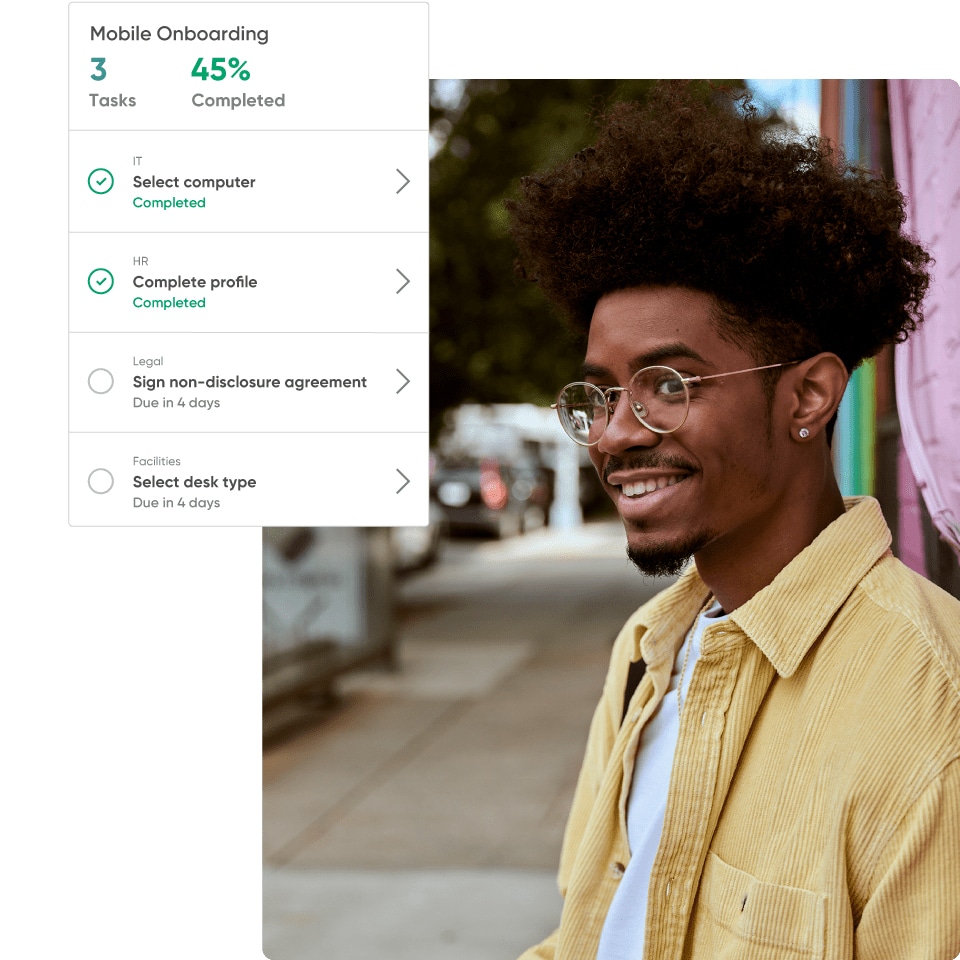 Mobile Onboarding
3 45%
Tasks Completed
IT
Select computer
Completed
HR
Complete profile
Completed
Legal
Sign non-disclosure agreement
Due in 4 days
Facilities
Select desk type
Due in 4 days